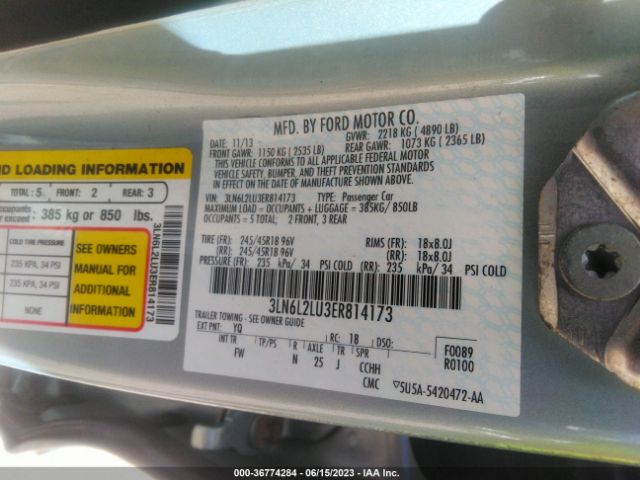 MFD. BY FORD MOTOR CO.
DATE: 11/13 GVWR: 2218 KG ( 4890 LB)
FRONT GAWR: 1150 KG ( 2535 LB) REAR GAWR: 1073 KG ( 2365 LB)
THIS VEHICLE CONFORMS TO ALL APPLICABLE FEDERAL MOTOR
VEHICLE SAFETY, BUMPER, AND THEFT PREVENTION STANDARDS
IN EFFECT ON THE DATE OF MANUFACTURE SHOWN ABOVE.
VEHICLE IDENTIFICATION NO:
VIN: 3LN6L2LU3ER814173 TYPE: Passenger Car
MAXIMUM LOAD = OCCUPANTS + LUGGAGE = 385KG/ 850LB
OCCUPANTS = 5 TOTAL, 2 FRONT, 3 REAR
TIRE (FR): 245/45R18 96V RIMS (FR): 18x8.0J
(RR): 245/45R18 96V (RR): 18x8.0J
PRESSURE (FR): 235 kPa/ 34 PSI COLD (RR): 235 kPa/ 34 PSI COLD
3LN6L2LU3ER814173
TRAILER TOWING - SEE OWNER GUIDE
EXT PNT: YQ RC: 18 DSO:
INT TR TP/PS R AXLE TR SPR
FW N 25 J CCHH
F0089
R0100
CMC ▽5U5A-5420472-AA
ND LOADING INFORMATION
TOTAL: 5 FRONT: 2 REAR: 3
ccupants
exceed: 385 kg or 850 lbs.
COLD TIRE PRESSURE
235 KPA, 34 PSI
235 KPA, 34 PSI
NONE
SEE OWNERS
MANUAL FOR
ADDITIONAL
INFORMATION
3LN6L2LU3ER814173
000-36774284 - 06/15/2023 - IAA Inc.